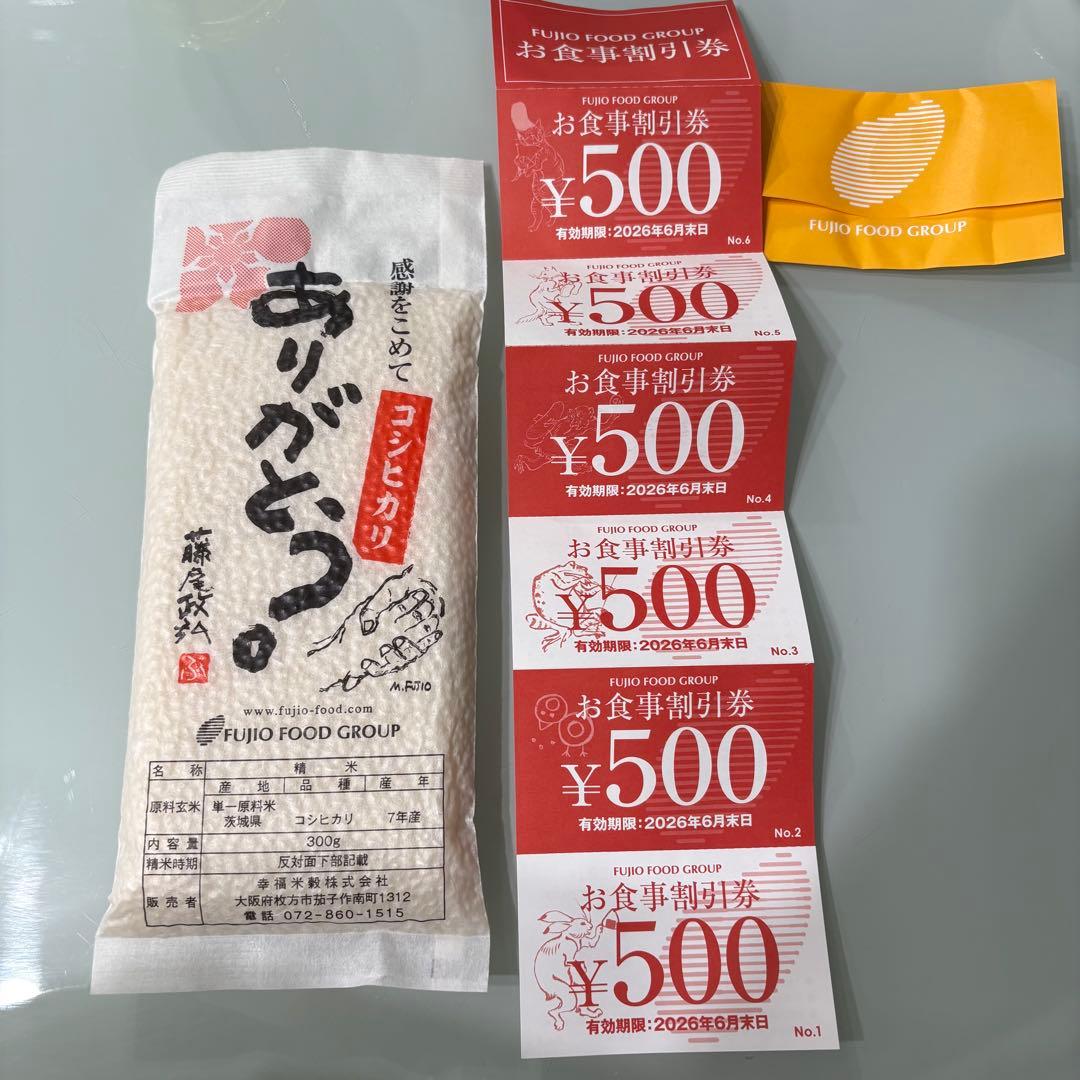 感謝をこめて
ありがとう。
コシヒカリ
藤尾政弘
M.FUJIO
www.fujio-food.com
FUJIO FOOD GROUP
名称 精米
産地 品種 産年
原料玄米 単一原料米
茨城県 コシヒカリ 7年産
内容量 300g
精米時期 反対面下部記載
販売者 幸福米穀株式会社
大阪府枚方市茄子作南町1312
電話 072-860-1515
FUJIO FOOD GROUP
お食事割引券
FUJIO FOOD GROUP
お食事割引券
¥500
有効期限:2026年6月末日
No.6
FUJIO FOOD GROUP
お食事割引券
¥500
有効期限:2026年6月末日
No.5
FUJIO FOOD GROUP
お食事割引券
¥500
有効期限:2026年6月末日
No.4
FUJIO FOOD GROUP
お食事割引券
¥500
有効期限:2026年6月末日
No.3
FUJIO FOOD GROUP
お食事割引券
¥500
有効期限:2026年6月末日
No.2
FUJIO FOOD GROUP
お食事割引券
¥500
有効期限:2026年6月末日
No.1
FUJIO FOOD GROUP